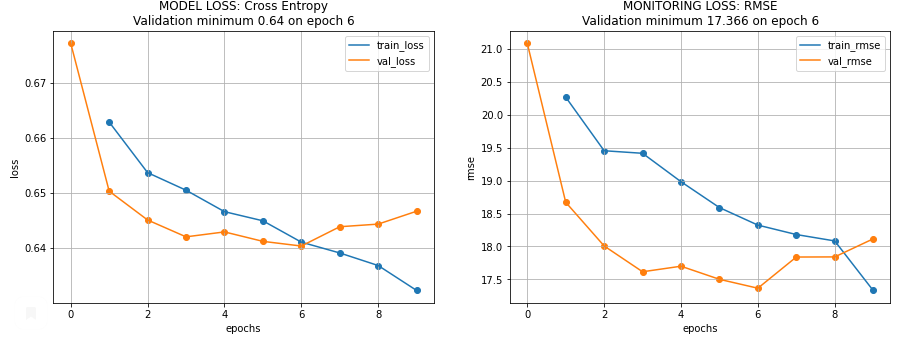 MODEL LOSS: Cross Entropy
Validation minimum 0.64 on epoch 6
train_loss
val_loss
0.67
0.66
0.65
0.64
loss
0 2 4 6 8
epochs
MONITORING LOSS: RMSE
Validation minimum 17.366 on epoch 6
train_rmse
val_rmse
21.0
20.5
20.0
19.5
19.0
18.5
18.0
17.5
rmse
0 2 4 6 8
epochs